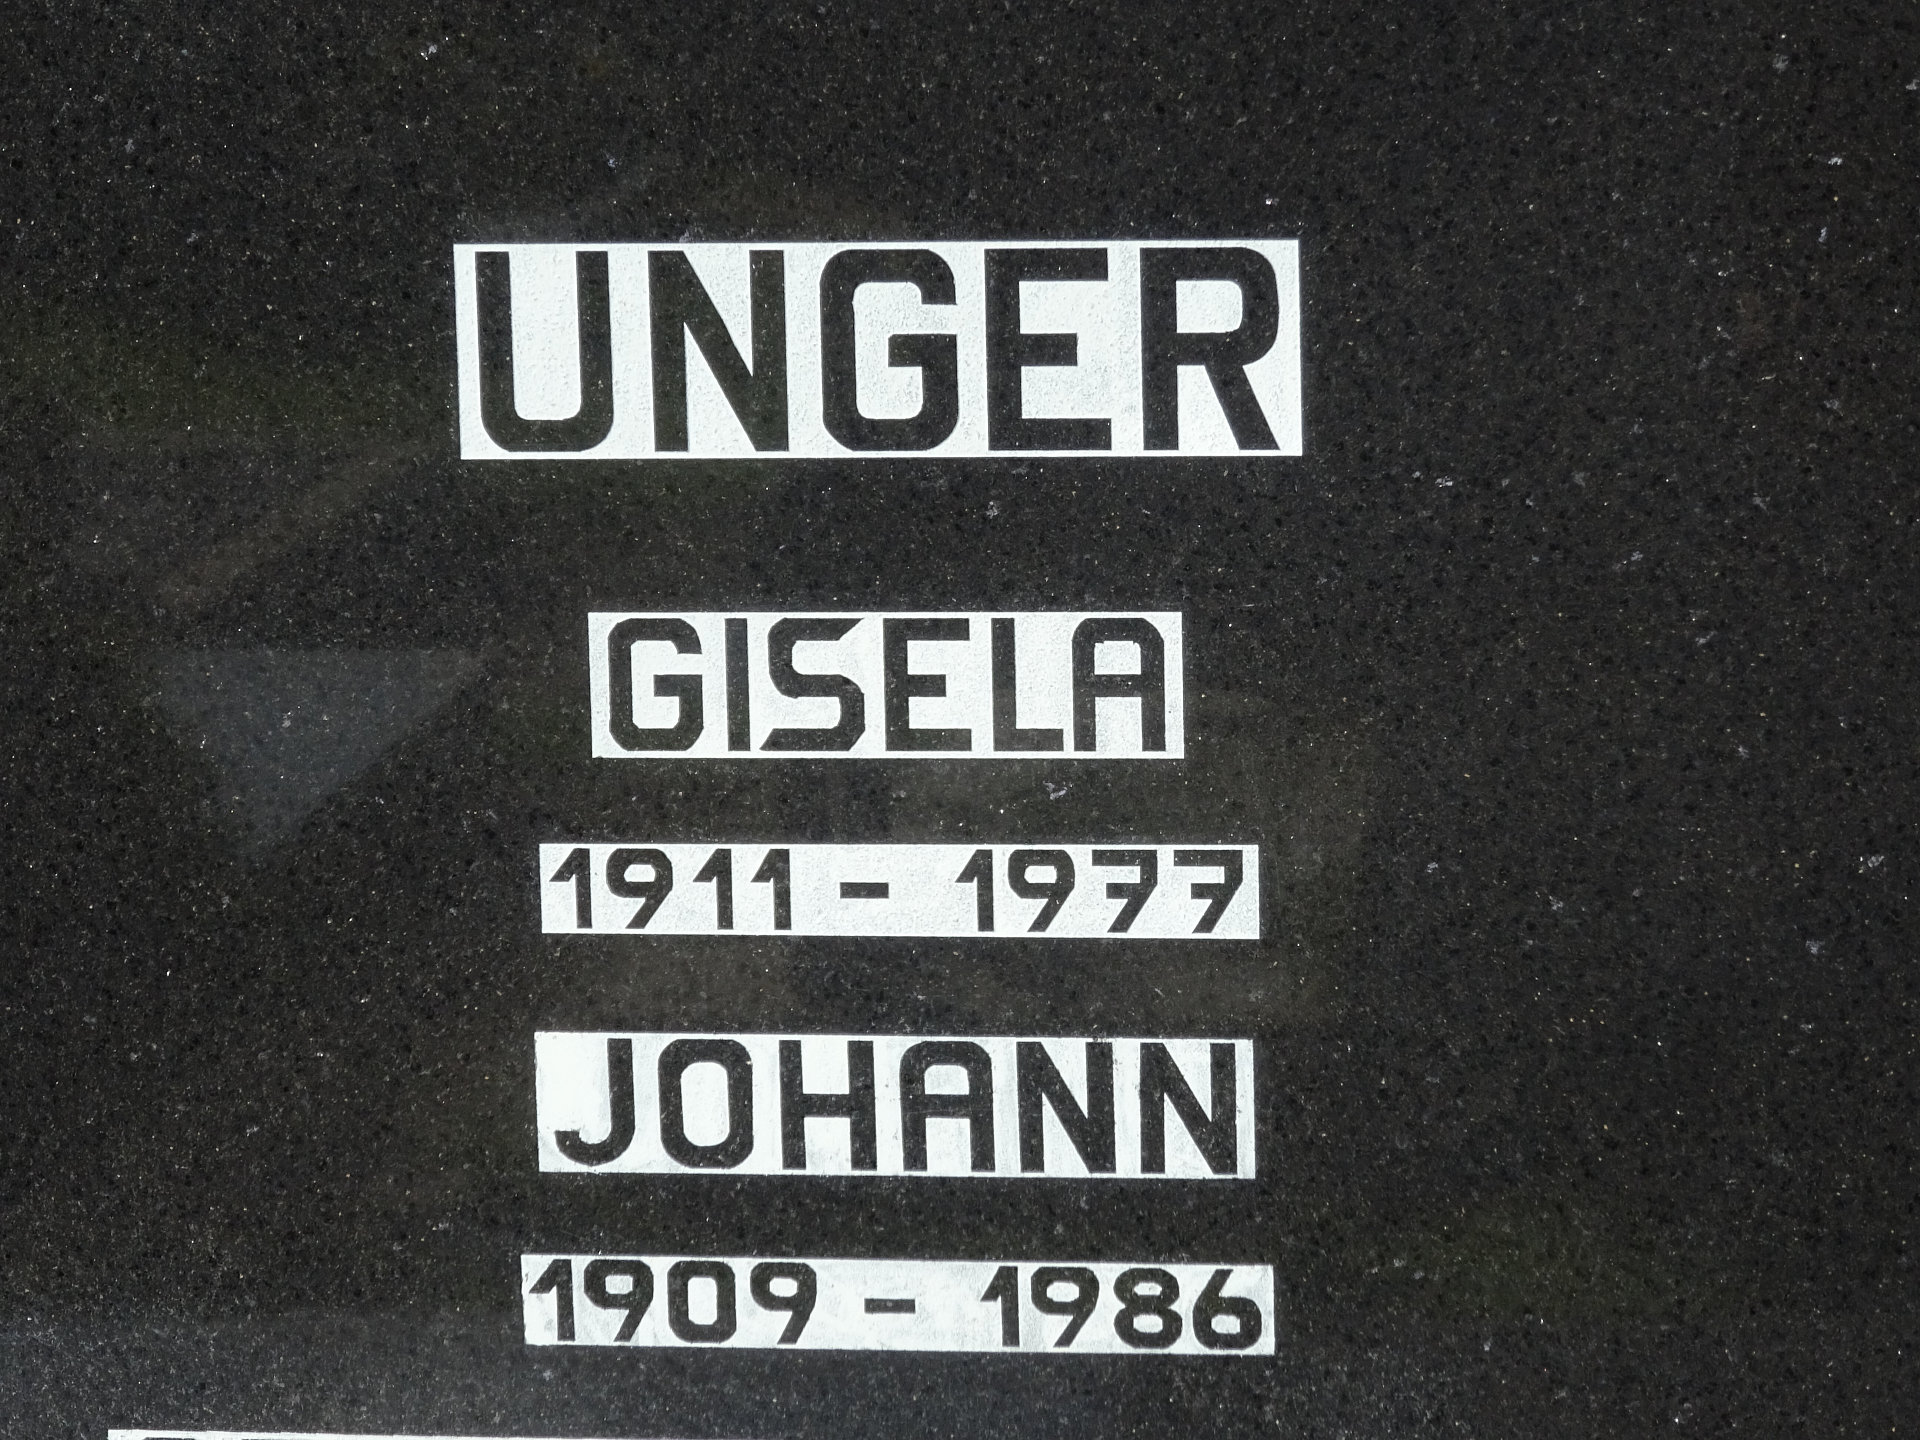 UNGER
GISELA
1911 - 1977
JOHANN
1909 - 1986